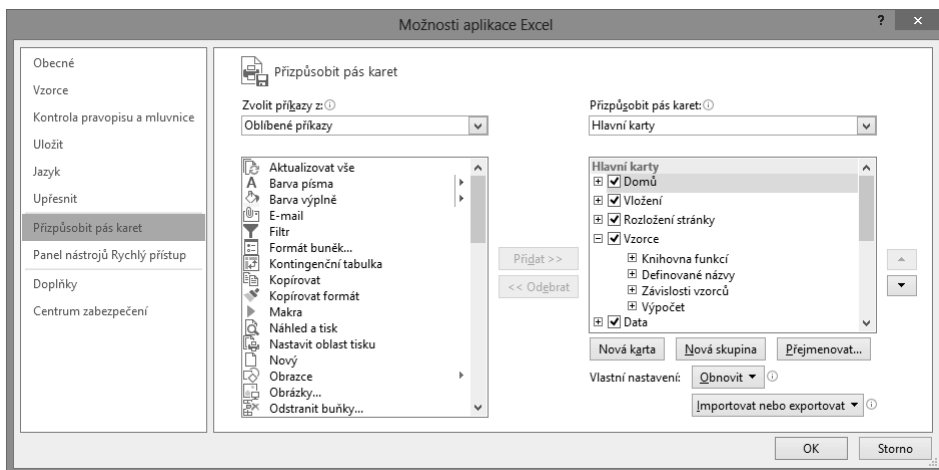 Možnosti aplikace Excel
Obecné
Vzorce
Kontrola pravopisu a mluvnice
Uložit
Jazyk
Upřesnit
Přizpůsobit pás karet
Panel nástrojů Rychlý přístup
Doplňky
Centrum zabezpečení
Přizpůsobit pás karet
Zvolit příkazy z:
Oblíbené příkazy
Aktualizovat vše
Barva písma
Barva výplně
E-mail
Filtr
Formát buněk...
Kontingenční tabulka
Kopírovat
Kopírovat formát
Makra
Náhled a tisk
Nastavit oblast tisku
Nový
Obrazce
Obrázky...
Odstranit buňky...
Přidat >>
<< Odebrat
Přizpůsobit pás karet:
Hlavní karty
Hlavní karty
Domů
Vložení
Rozložení stránky
Vzorce
Knihovna funkcí
Definované názvy
Závislosti vzorců
Výpočet
Data
Nová karta Nová skupina Přejmenovat...
Vlastní nastavení: Obnovit
Importovat nebo exportovat
OK Storno